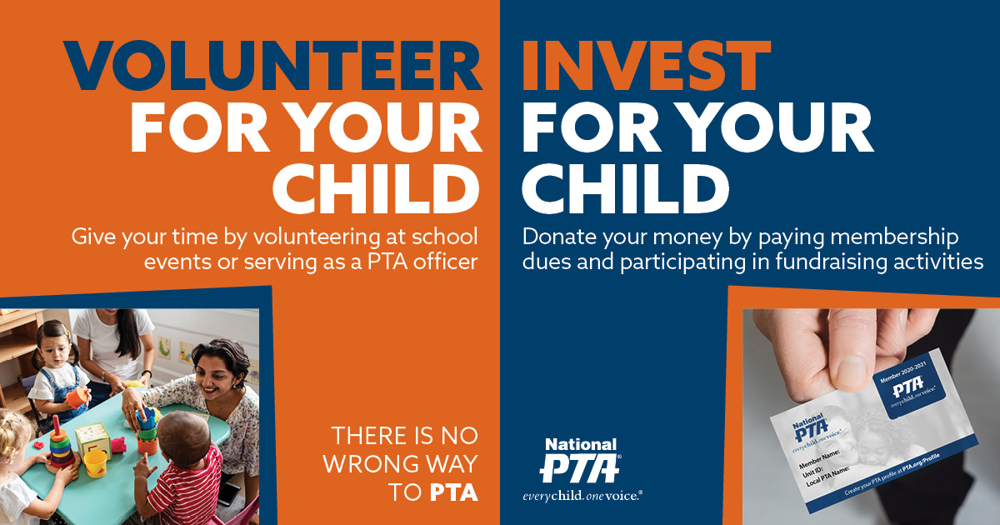 VOLUNTEER
FOR YOUR
CHILD
Give your time by volunteering at school
events or serving as a PTA officer
THERE IS NO
WRONG WAY
TO PTA
INVEST
FOR YOUR
CHILD
Donate your money by paying membership
dues and participating in fundraising activities
National
PTA®
everychild.onevoice.®
Member 2020-2021
PTA
everychild.onevoice.®
National
PTA®
everychild.onevoice.®
Member Name:
Unit ID:
Local PTA Name:
Create your PTA profile at PTA.org/Profile